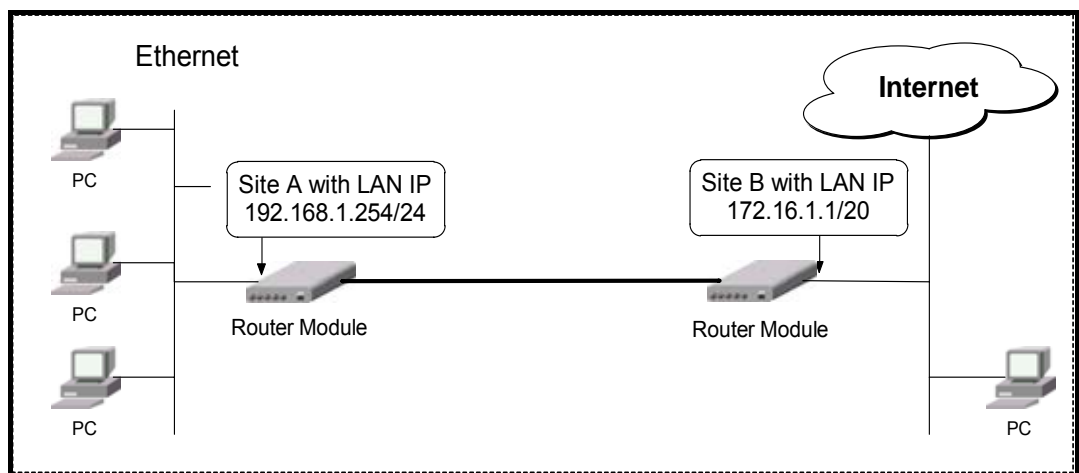 Ethernet
Internet
PC
Site A with LAN IP
192.168.1.254/24
Site B with LAN IP
172.16.1.1/20
PC
Router Module
Router Module
PC
PC